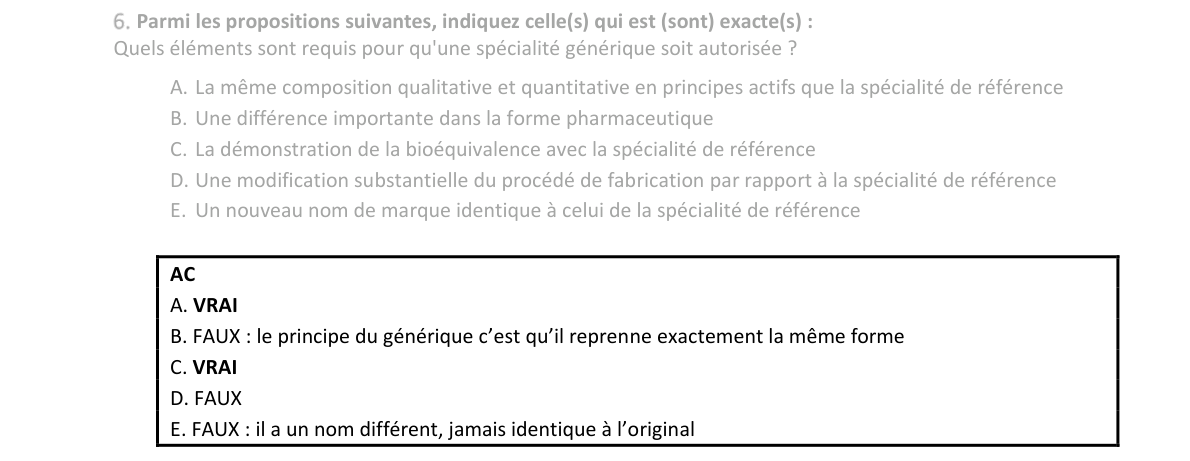 6. Parmi les propositions suivantes, indiquez celle(s) qui est (sont) exacte(s) :
Quels éléments sont requis pour qu'une spécialité générique soit autorisée ?
A. La même composition qualitative et quantitative en principes actifs que la spécialité de référence
B. Une différence importante dans la forme pharmaceutique
C. La démonstration de la bioéquivalence avec la spécialité de référence
D. Une modification substantielle du procédé de fabrication par rapport à la spécialité de référence
E. Un nouveau nom de marque identique à celui de la spécialité de référence
AC
A. VRAI
B. FAUX : le principe du générique c’est qu’il reprenne exactement la même forme
C. VRAI
D. FAUX
E. FAUX : il a un nom différent, jamais identique à l’original